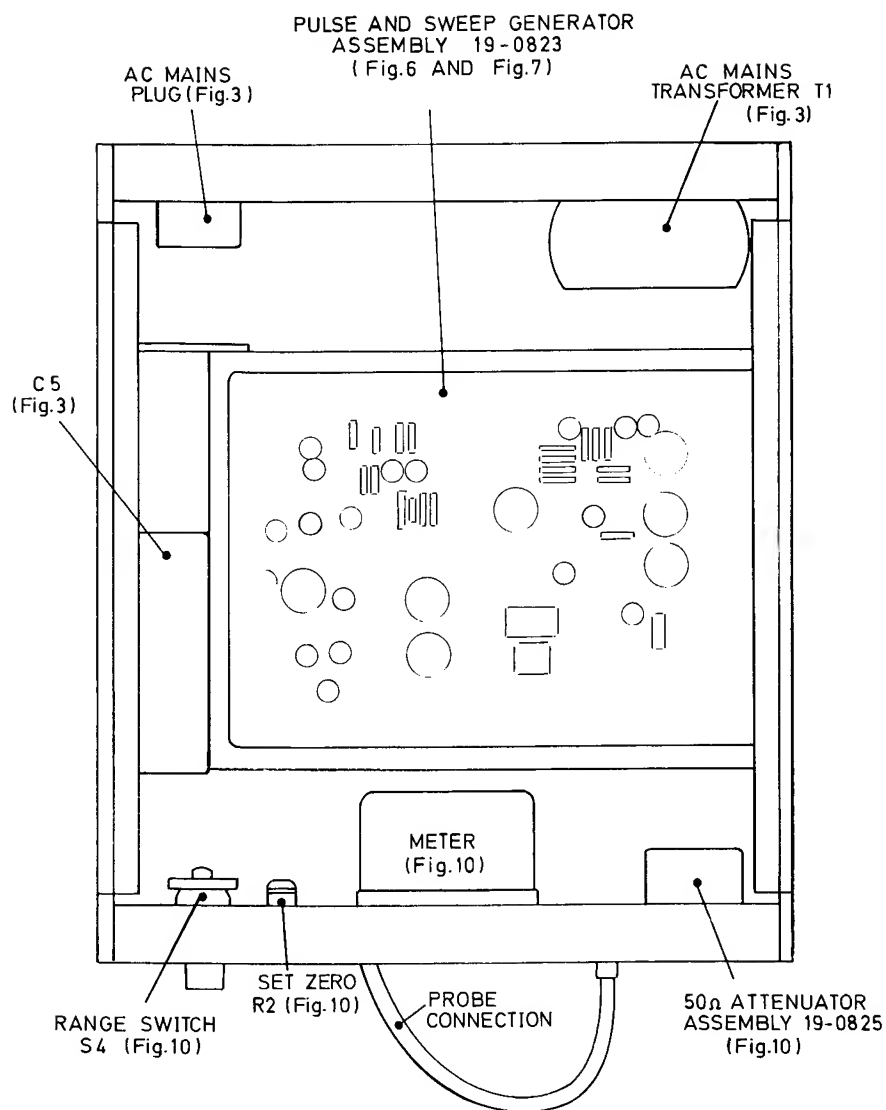 PULSE AND SWEEP GENERATOR
ASSEMBLY 19-0823
(Fig.6 AND Fig.7)
AC MAINS
PLUG (Fig.3)
AC MAINS
TRANSFORMER T1
(Fig.3)
C5
(Fig.3)
METER
(Fig.10)
RANGE SWITCH
S4 (Fig.10)
SET ZERO
R2 (Fig.10)
PROBE
CONNECTION
50Ω ATTENUATOR
ASSEMBLY 19-0825
(Fig.10)